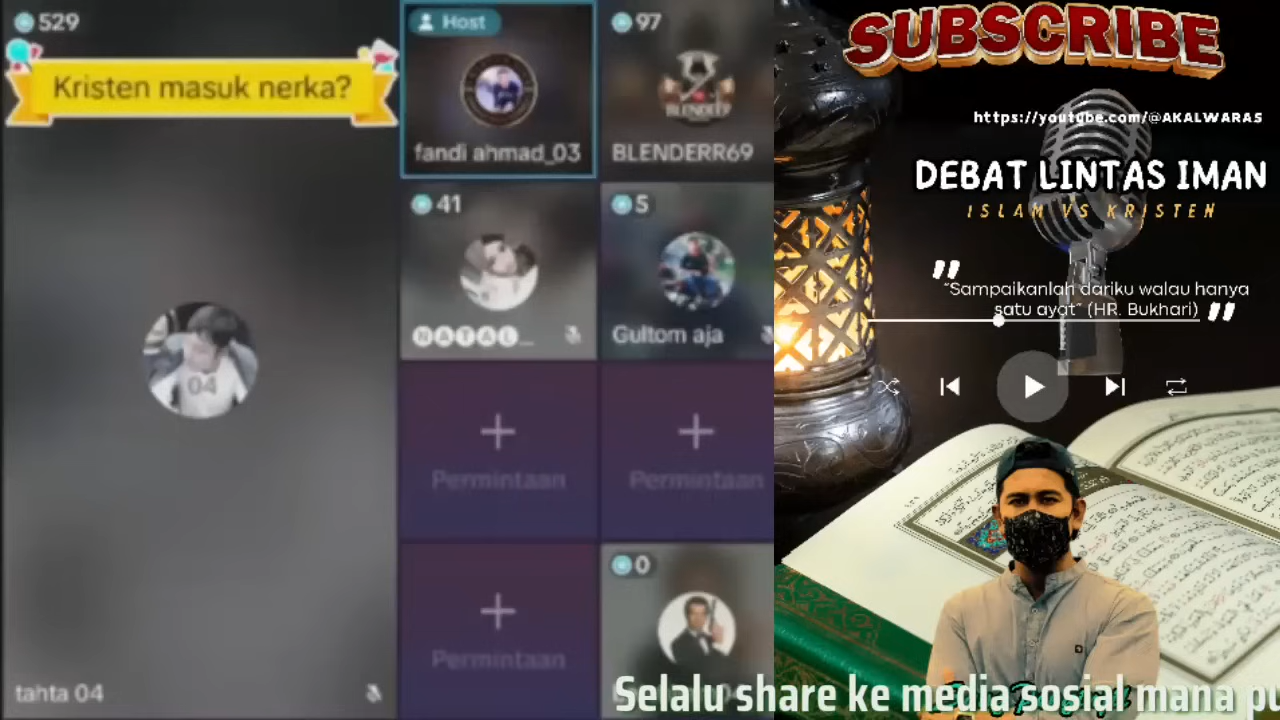 529
Kristen masuk nerka?
Host
fandi ahmad_03
97
BLENDERR69
41
NATAL...
5
Gultom aja
Permintaan
Permintaan
Permintaan
0
04
tahta 04
SUBSCRIBE
https://youtube.com/@AKALWARAS
DEBAT LINTAS IMAN
ISLAM VS KRISTEN
"Sampaikanlah dariku walau hanya
satu ayat" (HR. Bukhari)
Selalu share ke media sosial mana pu